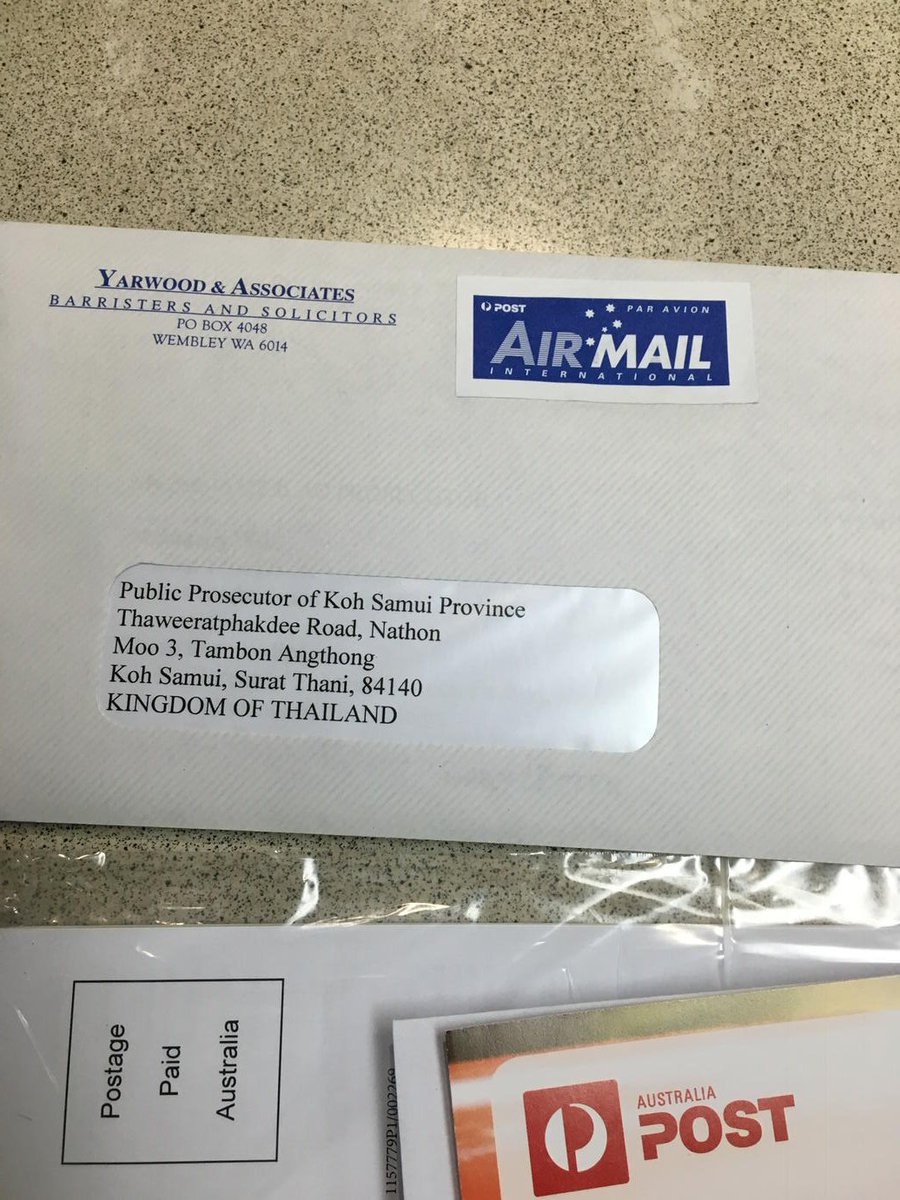 YARWOOD & ASSOCIATES
BARRISTERS AND SOLICITORS
PO BOX 4048
WEMBLEY WA 6014
POST PAR AVION
AIR MAIL
INTERNATIONAL
Public Prosecutor of Koh Samui Province
Thaweeratphakdee Road, Nathon
Moo 3, Tambon Angthong
Koh Samui, Surat Thani, 84140
KINGDOM OF THAILAND
Postage
Paid
Australia
1157779P1/002269
AUSTRALIA
POST